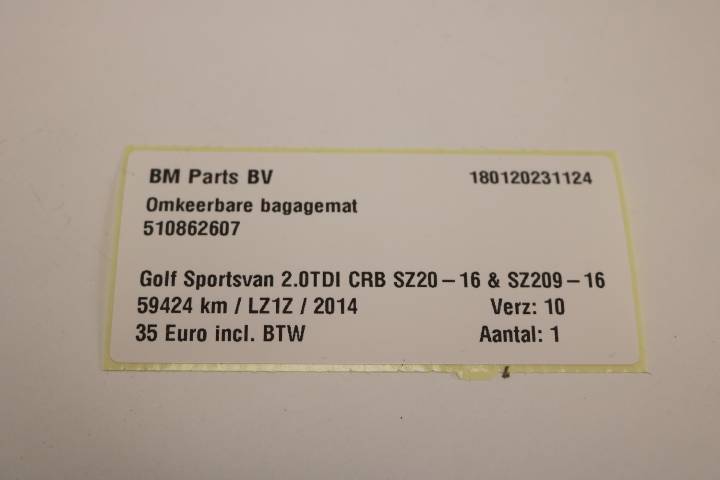 BM Parts BV 180120231124
Omkeerbare bagagemat
510862607
Golf Sportsvan 2.0TDI CRB SZ20-16 & SZ209-16
59424 km / LZ1Z / 2014 Verz: 10
35 Euro incl. BTW Aantal: 1